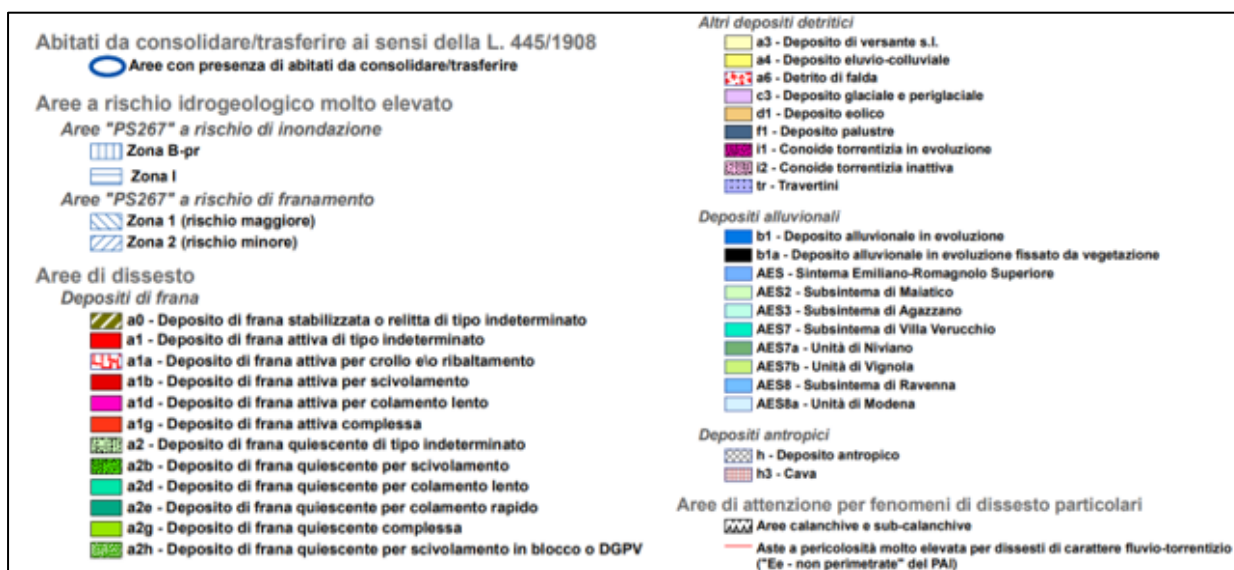 Abitati da consolidare/trasferire ai sensi della L. 445/1908
Aree con presenza di abitati da consolidare/trasferire
Aree a rischio idrogeologico molto elevato
Aree "PS267" a rischio di inondazione
Zona B-pr
Zona I
Aree "PS267" a rischio di franamento
Zona 1 (rischio maggiore)
Zona 2 (rischio minore)
Aree di dissesto
Depositi di frana
a0 - Deposito di frana stabilizzata o relitta di tipo indeterminato
a1 - Deposito di frana attiva di tipo indeterminato
a1a - Deposito di frana attiva per crollo e\o ribaltamento
a1b - Deposito di frana attiva per scivolamento
a1d - Deposito di frana attiva per colamento lento
a1g - Deposito di frana attiva complessa
a2 - Deposito di frana quiescente di tipo indeterminato
a2b - Deposito di frana quiescente per scivolamento
a2d - Deposito di frana quiescente per colamento lento
a2e - Deposito di frana quiescente per colamento rapido
a2g - Deposito di frana quiescente complessa
a2h - Deposito di frana quiescente per scivolamento in blocco o DGPV
Altri depositi detritici
a3 - Deposito di versante s.l.
a4 - Deposito eluvio-colluviale
a6 - Detrito di falda
c3 - Deposito glaciale e periglaciale
d1 - Deposito eolico
f1 - Deposito palustre
i1 - Conoide torrentizia in evoluzione
i2 - Conoide torrentizia inattiva
tr - Travertini
Depositi alluvionali
b1 - Deposito alluvionale in evoluzione
b1a - Deposito alluvionale in evoluzione fissato da vegetazione
AES - Sintema Emiliano-Romagnolo Superiore
AES2 - Subsintema di Maiatico
AES3 - Subsintema di Agazzano
AES7 - Subsintema di Villa Verucchio
AES7a - Unità di Niviano
AES7b - Unità di Vignola
AES8 - Subsintema di Ravenna
AES8a - Unità di Modena
Depositi antropici
h - Deposito antropico
h3 - Cava
Aree di attenzione per fenomeni di dissesto particolari
Aree calanchive e sub-calanchive
Aste a pericolosità molto elevata per dissesti di carattere fluvio-torrentizio
("Ee - non perimetrate" del PAI)